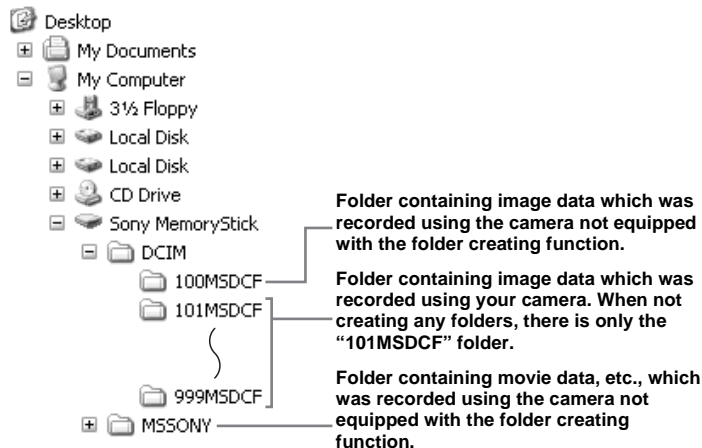 Desktop
My Documents
My Computer
3½ Floppy
Local Disk
Local Disk
CD Drive
Sony MemoryStick
DCIM
100MSDCF
101MSDCF
999MSDCF
MSSONY
Folder containing image data which was
recorded using the camera not equipped
with the folder creating function.
Folder containing image data which was
recorded using your camera. When not
creating any folders, there is only the
“101MSDCF” folder.
Folder containing movie data, etc., which
was recorded using the camera not
equipped with the folder creating
function.